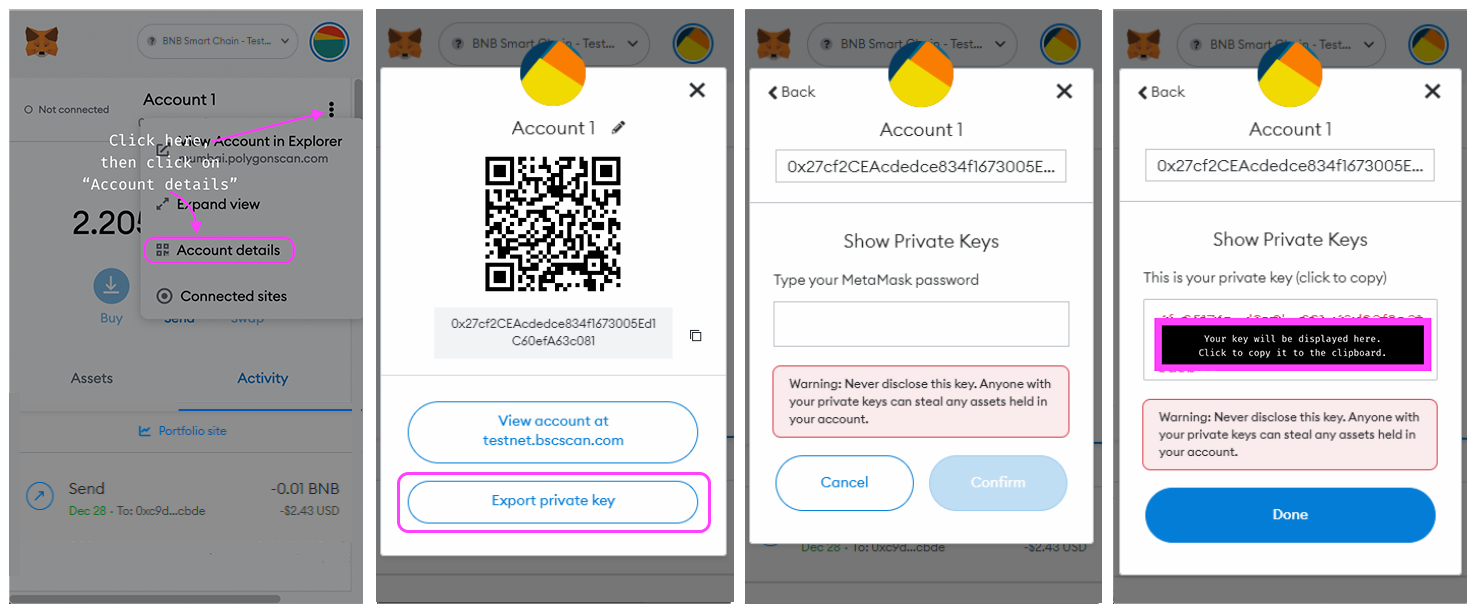 BNB Smart Chain - Test...
Not connected
Account 1
Click here,
then click on
“Account details”
View Account in Explorer
mumbai.polygonscan.com
Expand view
2.205
Account details
Connected sites
Buy
Send
Swap
Assets
Activity
Portfolio site
Send
-0.01 BNB
Dec 28 - To: 0xc9d...cbde
-$2.43 USD
BNB Smart Chain - Test...
Account 1
0x27cf2CEAcdedce834f1673005Ed1
C60efA63c081
View account at
testnet.bscscan.com
Export private key
BNB Smart Chain - Test...
Back
Account 1
0x27cf2CEAcdedce834f1673005E...
Show Private Keys
Type your MetaMask password
Warning: Never disclose this key. Anyone with
your private keys can steal any assets held in
your account.
Cancel
Confirm
Dec 28 - To: 0xc9d...cbde
-$2.43 USD
BNB Smart Chain - Test...
Back
Account 1
0x27cf2CEAcdedce834f1673005E...
Show Private Keys
This is your private key (click to copy)
Your key will be displayed here.
Click to copy it to the clipboard.
Warning: Never disclose this key. Anyone with
your private keys can steal any assets held in
your account.
Done